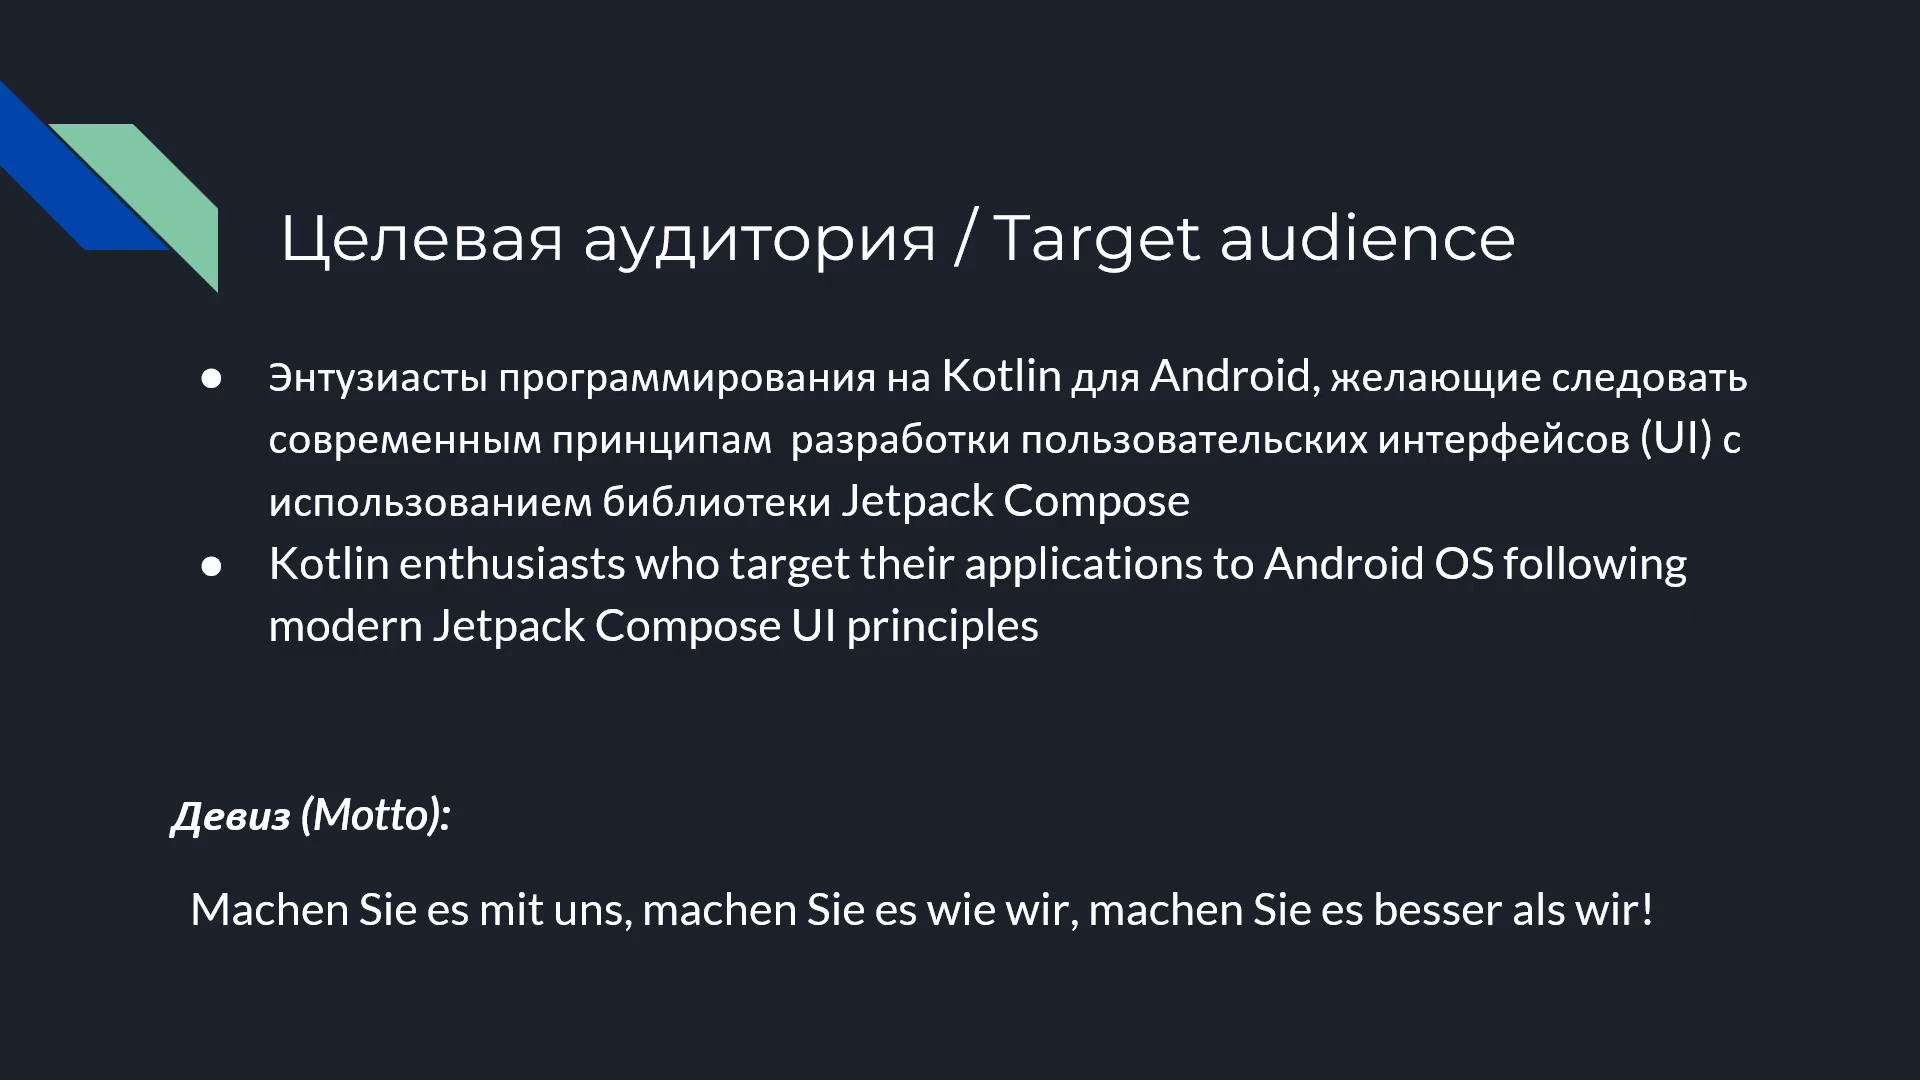 Целевая аудитория / Target audience
● Энтузиасты программирования на Kotlin для Android, желающие следовать
современным принципам  разработки пользовательских интерфейсов (UI) с
использованием библиотеки Jetpack Compose
● Kotlin enthusiasts who target their applications to Android OS following
modern Jetpack Compose UI principles
Девиз (Motto):
Machen Sie es mit uns, machen Sie es wie wir, machen Sie es besser als wir!